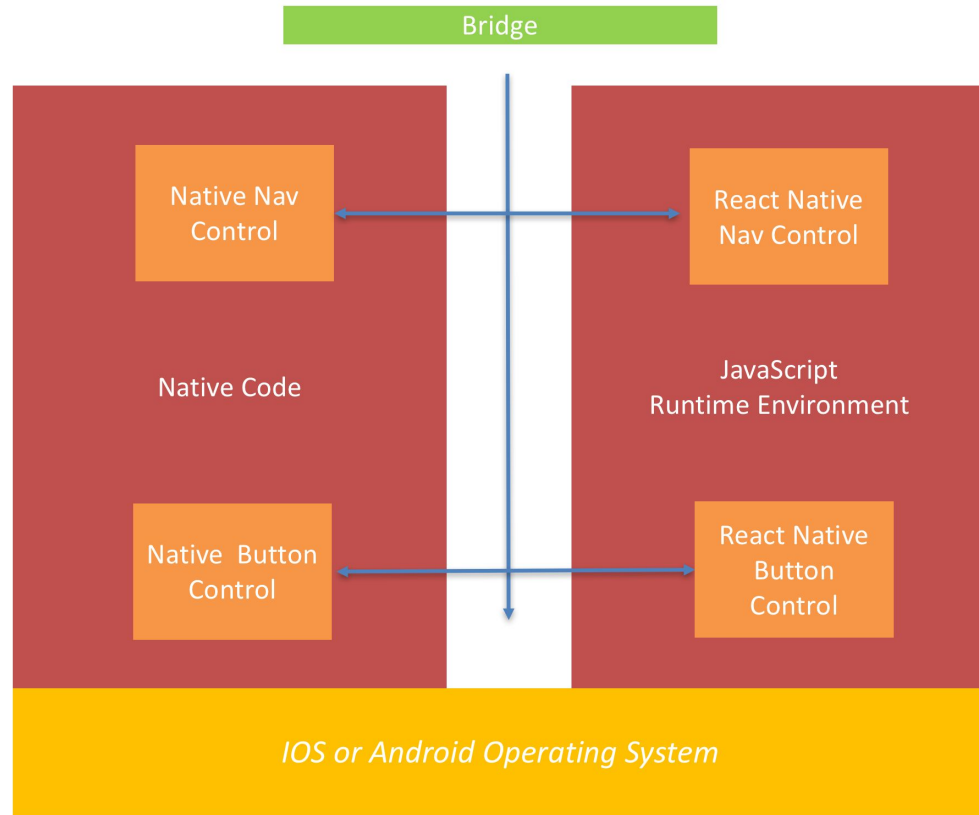 Bridge
Native Nav
Control
React Native
Nav Control
Native Code
JavaScript
Runtime Environment
Native  Button
Control
React Native
Button
Control
IOS or Android Operating System